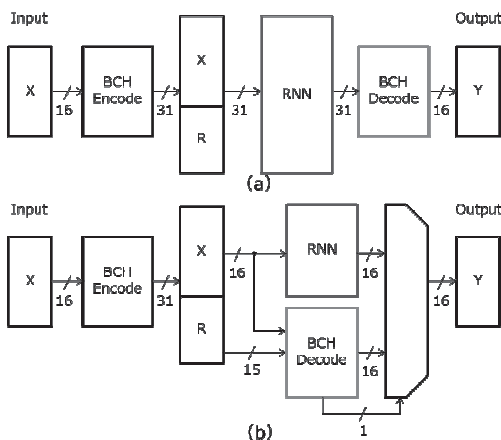 Input
Output
X
16
BCH
Encode
31
X
R
31
RNN
31
BCH
Decode
16
Y
(a)
Input
Output
X
16
BCH
Encode
31
X
R
16
15
RNN
16
BCH
Decode
16
1
16
Y
(b)